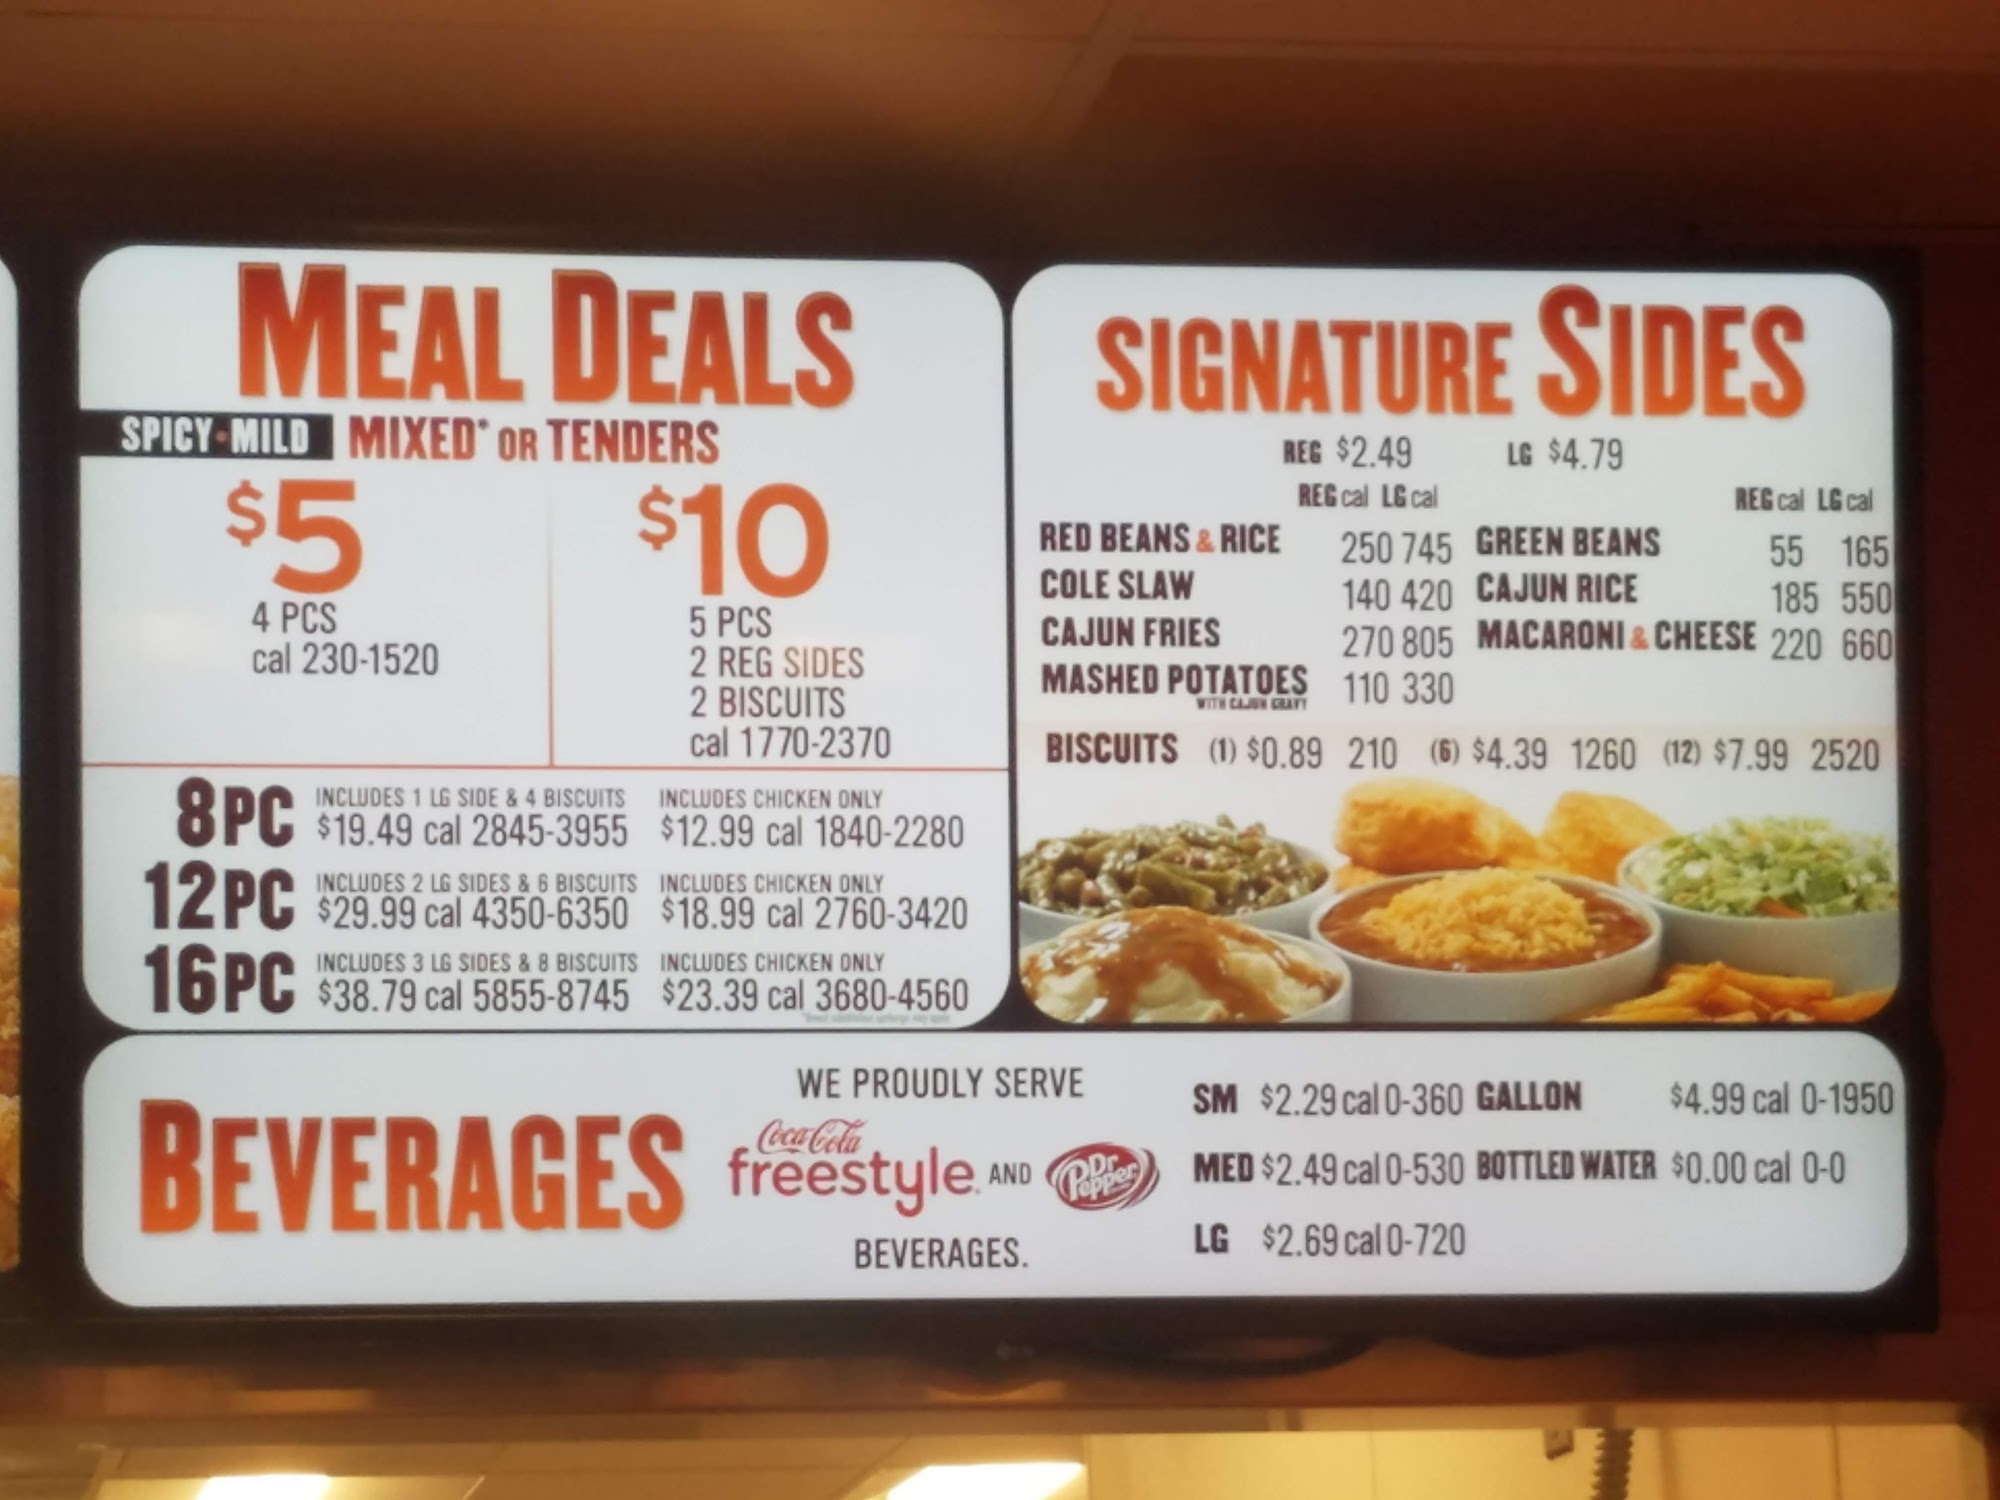 MEAL DEALS
SPICY•MILD MIXED* OR TENDERS
$5
4 PCS
cal 230-1520
$10
5 PCS
2 REG SIDES
2 BISCUITS
cal 1770-2370
8PC INCLUDES 1 LG SIDE & 4 BISCUITS INCLUDES CHICKEN ONLY
$19.49 cal 2845-3955 $12.99 cal 1840-2280
12PC INCLUDES 2 LG SIDES & 6 BISCUITS INCLUDES CHICKEN ONLY
$29.99 cal 4350-6350 $18.99 cal 2760-3420
16PC INCLUDES 3 LG SIDES & 8 BISCUITS INCLUDES CHICKEN ONLY
$38.79 cal 5855-8745 $23.39 cal 3680-4560
SIGNATURE SIDES
REG $2.49 LG $4.79
REG cal LG cal REG cal LG cal
RED BEANS & RICE 250 745 GREEN BEANS 55 165
COLE SLAW 140 420 CAJUN RICE 185 550
CAJUN FRIES 270 805 MACARONI & CHEESE 220 660
MASHED POTATOES 110 330
WITH CAJUN GRAVY
BISCUITS (1) $0.89 210 (6) $4.39 1260 (12) $7.99 2520
BEVERAGES
WE PROUDLY SERVE
Coca-Cola
freestyle AND Dr Pepper
BEVERAGES.
SM $2.29 cal 0-360 GALLON $4.99 cal 0-1950
MED $2.49 cal 0-530 BOTTLED WATER $0.00 cal 0-0
LG $2.69 cal 0-720